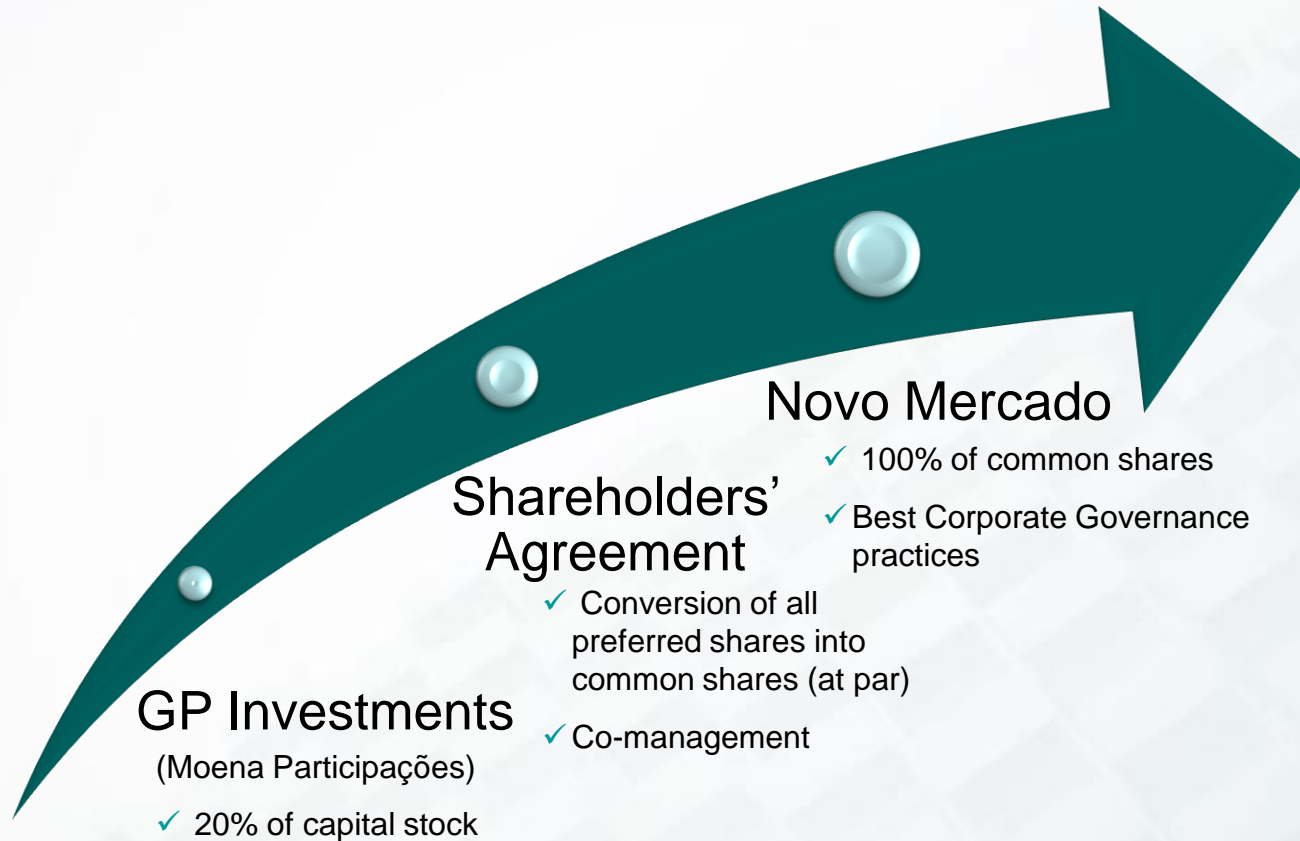 GP Investments
(Moena Participações)
✓ 20% of capital stock
Shareholders’
Agreement
✓ Conversion of all
preferred shares into
common shares (at par)
✓ Co-management
Novo Mercado
✓ 100% of common shares
✓ Best Corporate Governance
practices